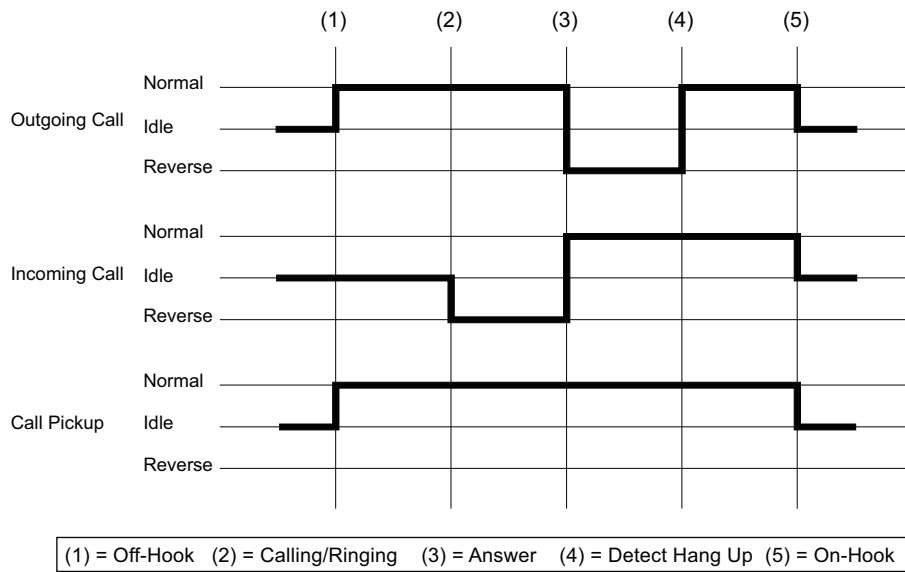 (1) (2) (3) (4) (5)
Normal
Outgoing Call Idle
Reverse
Normal
Incoming Call Idle
Reverse
Normal
Call Pickup Idle
Reverse
(1) = Off-Hook (2) = Calling/Ringing (3) = Answer (4) = Detect Hang Up (5) = On-Hook